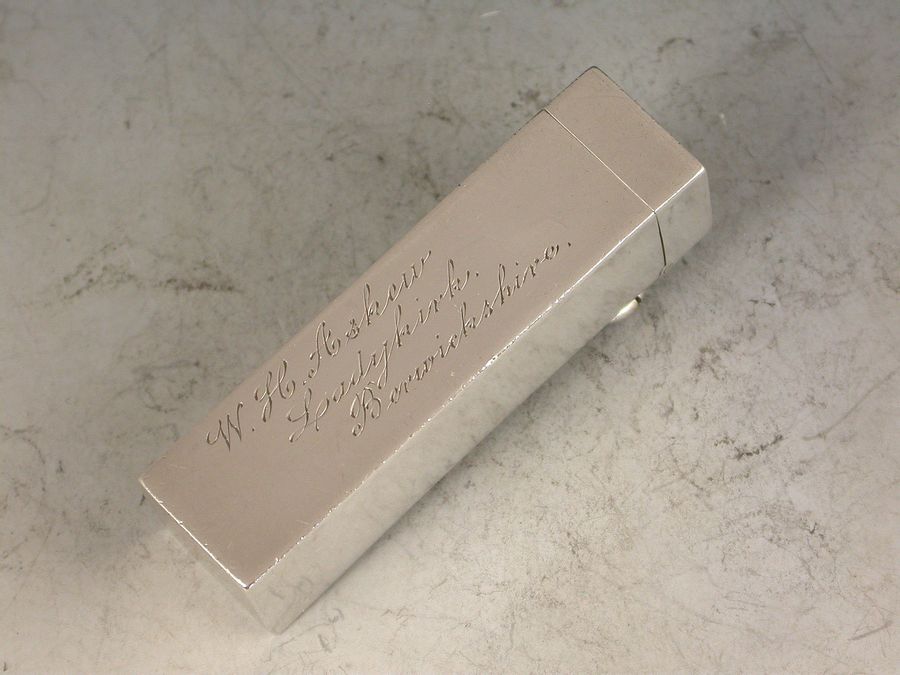 W. H. Askew
Ladykirk.
Berwickshire.